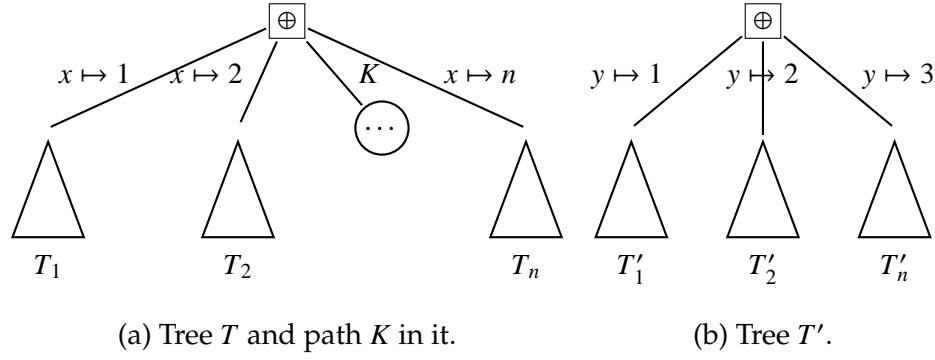 ⊕ ⊕
x ↦ 1 x ↦ 2 K x ↦ n y ↦ 1 y ↦ 2 y ↦ 3
⋯
T₁ T₂ Tₙ T′₁ T′₂ T′ₙ
(a) Tree T and path K in it. (b) Tree T′.